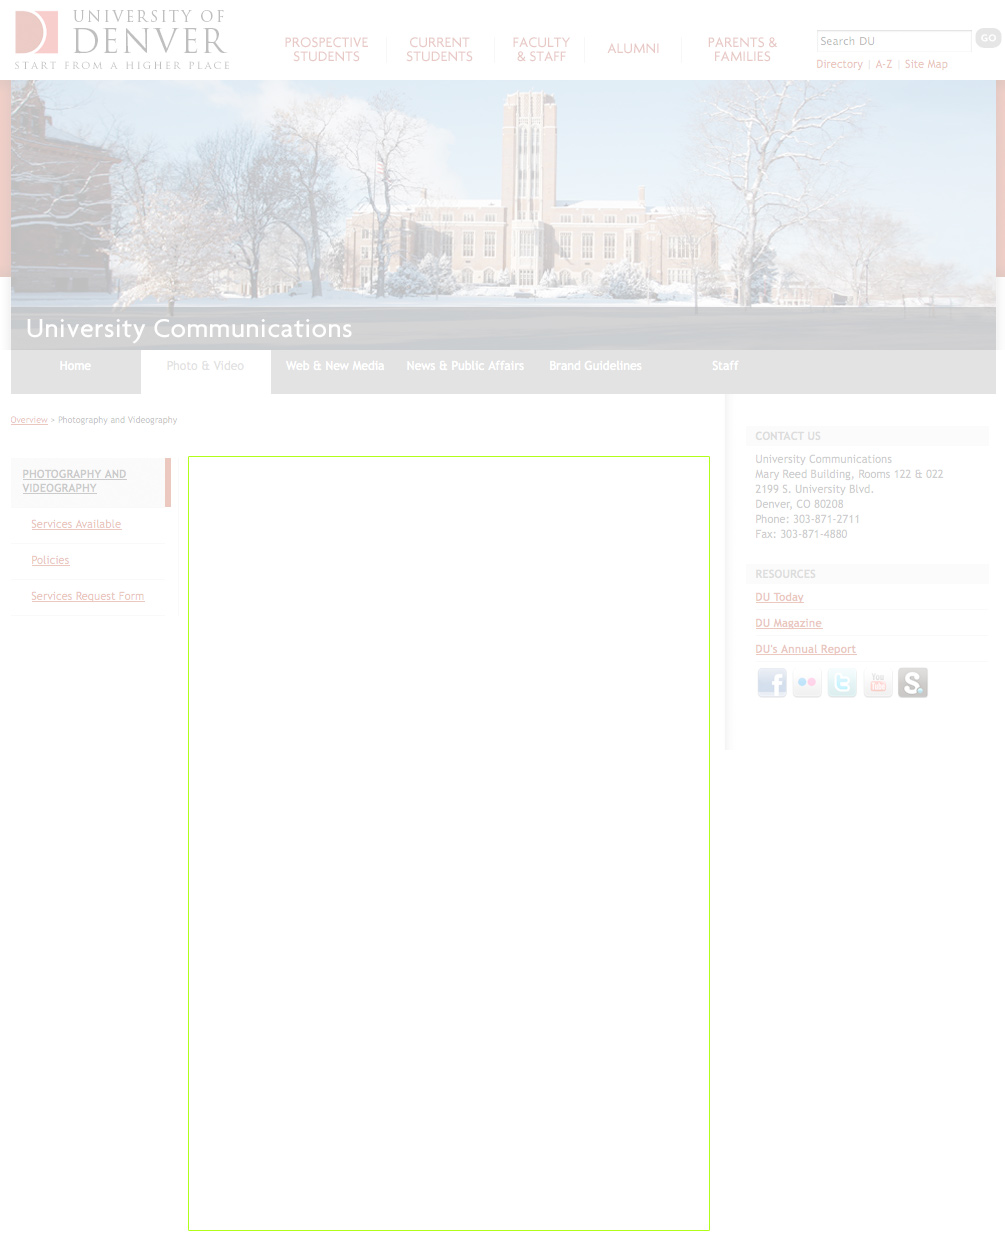 UNIVERSITY OF
DENVER
START FROM A HIGHER PLACE
PROSPECTIVE
STUDENTS
CURRENT
STUDENTS
FACULTY
& STAFF
ALUMNI
PARENTS &
FAMILIES
Search DU
GO
Directory | A-Z | Site Map
University Communications
Home
Photo & Video
Web & New Media
News & Public Affairs
Brand Guidelines
Staff
Overview > Photography and Videography
PHOTOGRAPHY AND
VIDEOGRAPHY
Services Available
Policies
Services Request Form
CONTACT US
University Communications
Mary Reed Building, Rooms 122 & 022
2199 S. University Blvd.
Denver, CO 80208
Phone: 303-871-2711
Fax: 303-871-4880
RESOURCES
DU Today
DU Magazine
DU's Annual Report
You
Tube